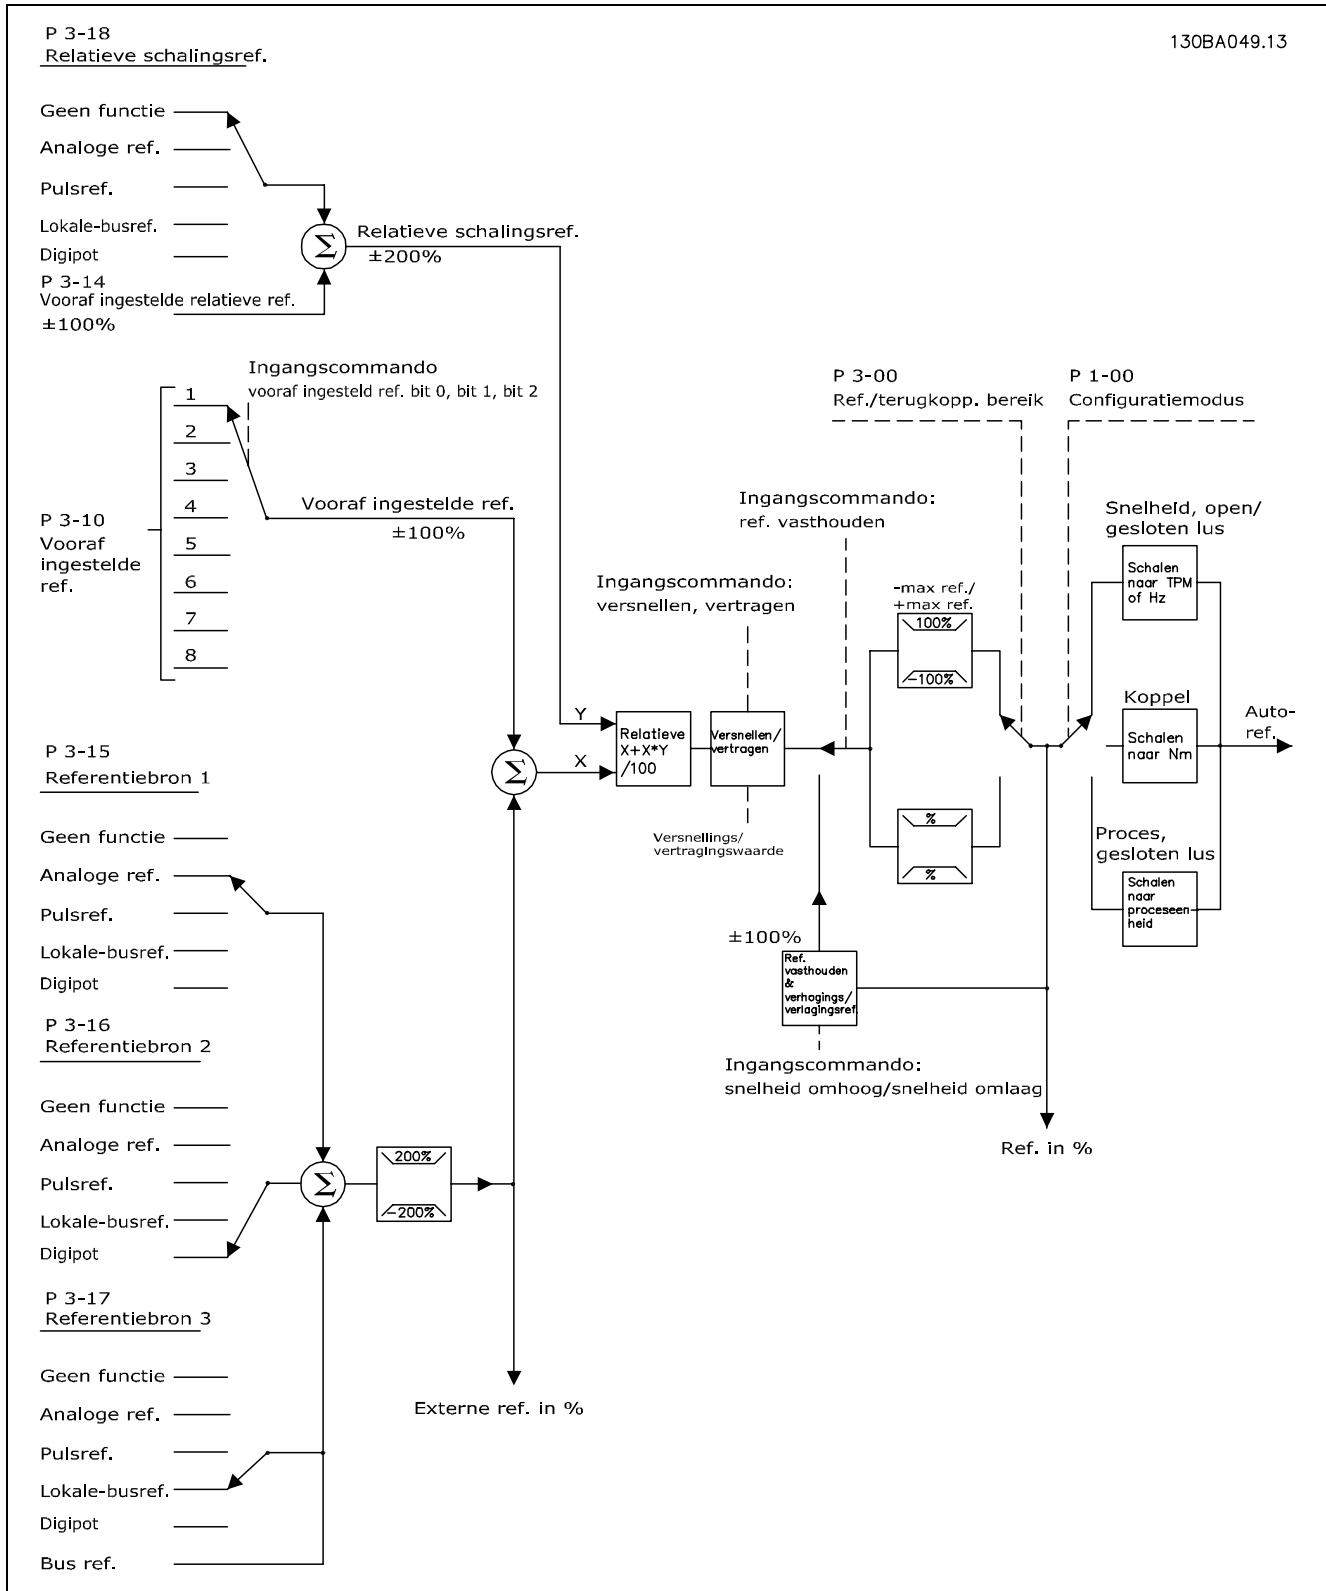 P 3-18
Relatieve schalingsref.
130BA049.13
Geen functie
Analoge ref.
Pulsref.
Lokale-busref.
Digipot
Σ
Relatieve schalingsref.
±200%
P 3-14
Vooraf ingestelde relatieve ref.
±100%
Ingangscommando
vooraf ingesteld ref. bit 0, bit 1, bit 2
1
2
3
4
5
6
7
8
P 3-10
Vooraf
ingestelde
ref.
Vooraf ingestelde ref.
±100%
P 3-00
Ref./terugkopp. bereik
P 1-00
Configuratiemodus
Ingangscommando:
ref. vasthouden
Ingangscommando:
versnellen, vertragen
-max ref./
+max ref.
100%
-100%
Snelheid, open/
gesloten lus
Schalen
naar TPM
of Hz
Y
X
Σ
Relatieve
X+X*Y
/100
Versnellen/
vertragen
Koppel
Schalen
naar Nm
Auto-
ref.
Versnellings/
vertragingswaarde
%
%
Proces,
gesloten lus
Schalen
naar
proceseen-
heid
±100%
Ref.
vasthouden
&
verhogings/
verlagingsref.
Ingangscommando:
snelheid omhoog/snelheid omlaag
Ref. in %
P 3-15
Referentiebron 1
Geen functie
Analoge ref.
Pulsref.
Lokale-busref.
Digipot
P 3-16
Referentiebron 2
Geen functie
Analoge ref.
Pulsref.
Lokale-busref.
Digipot
Σ
200%
-200%
P 3-17
Referentiebron 3
Geen functie
Analoge ref.
Pulsref.
Lokale-busref.
Digipot
Bus ref.
Externe ref. in %